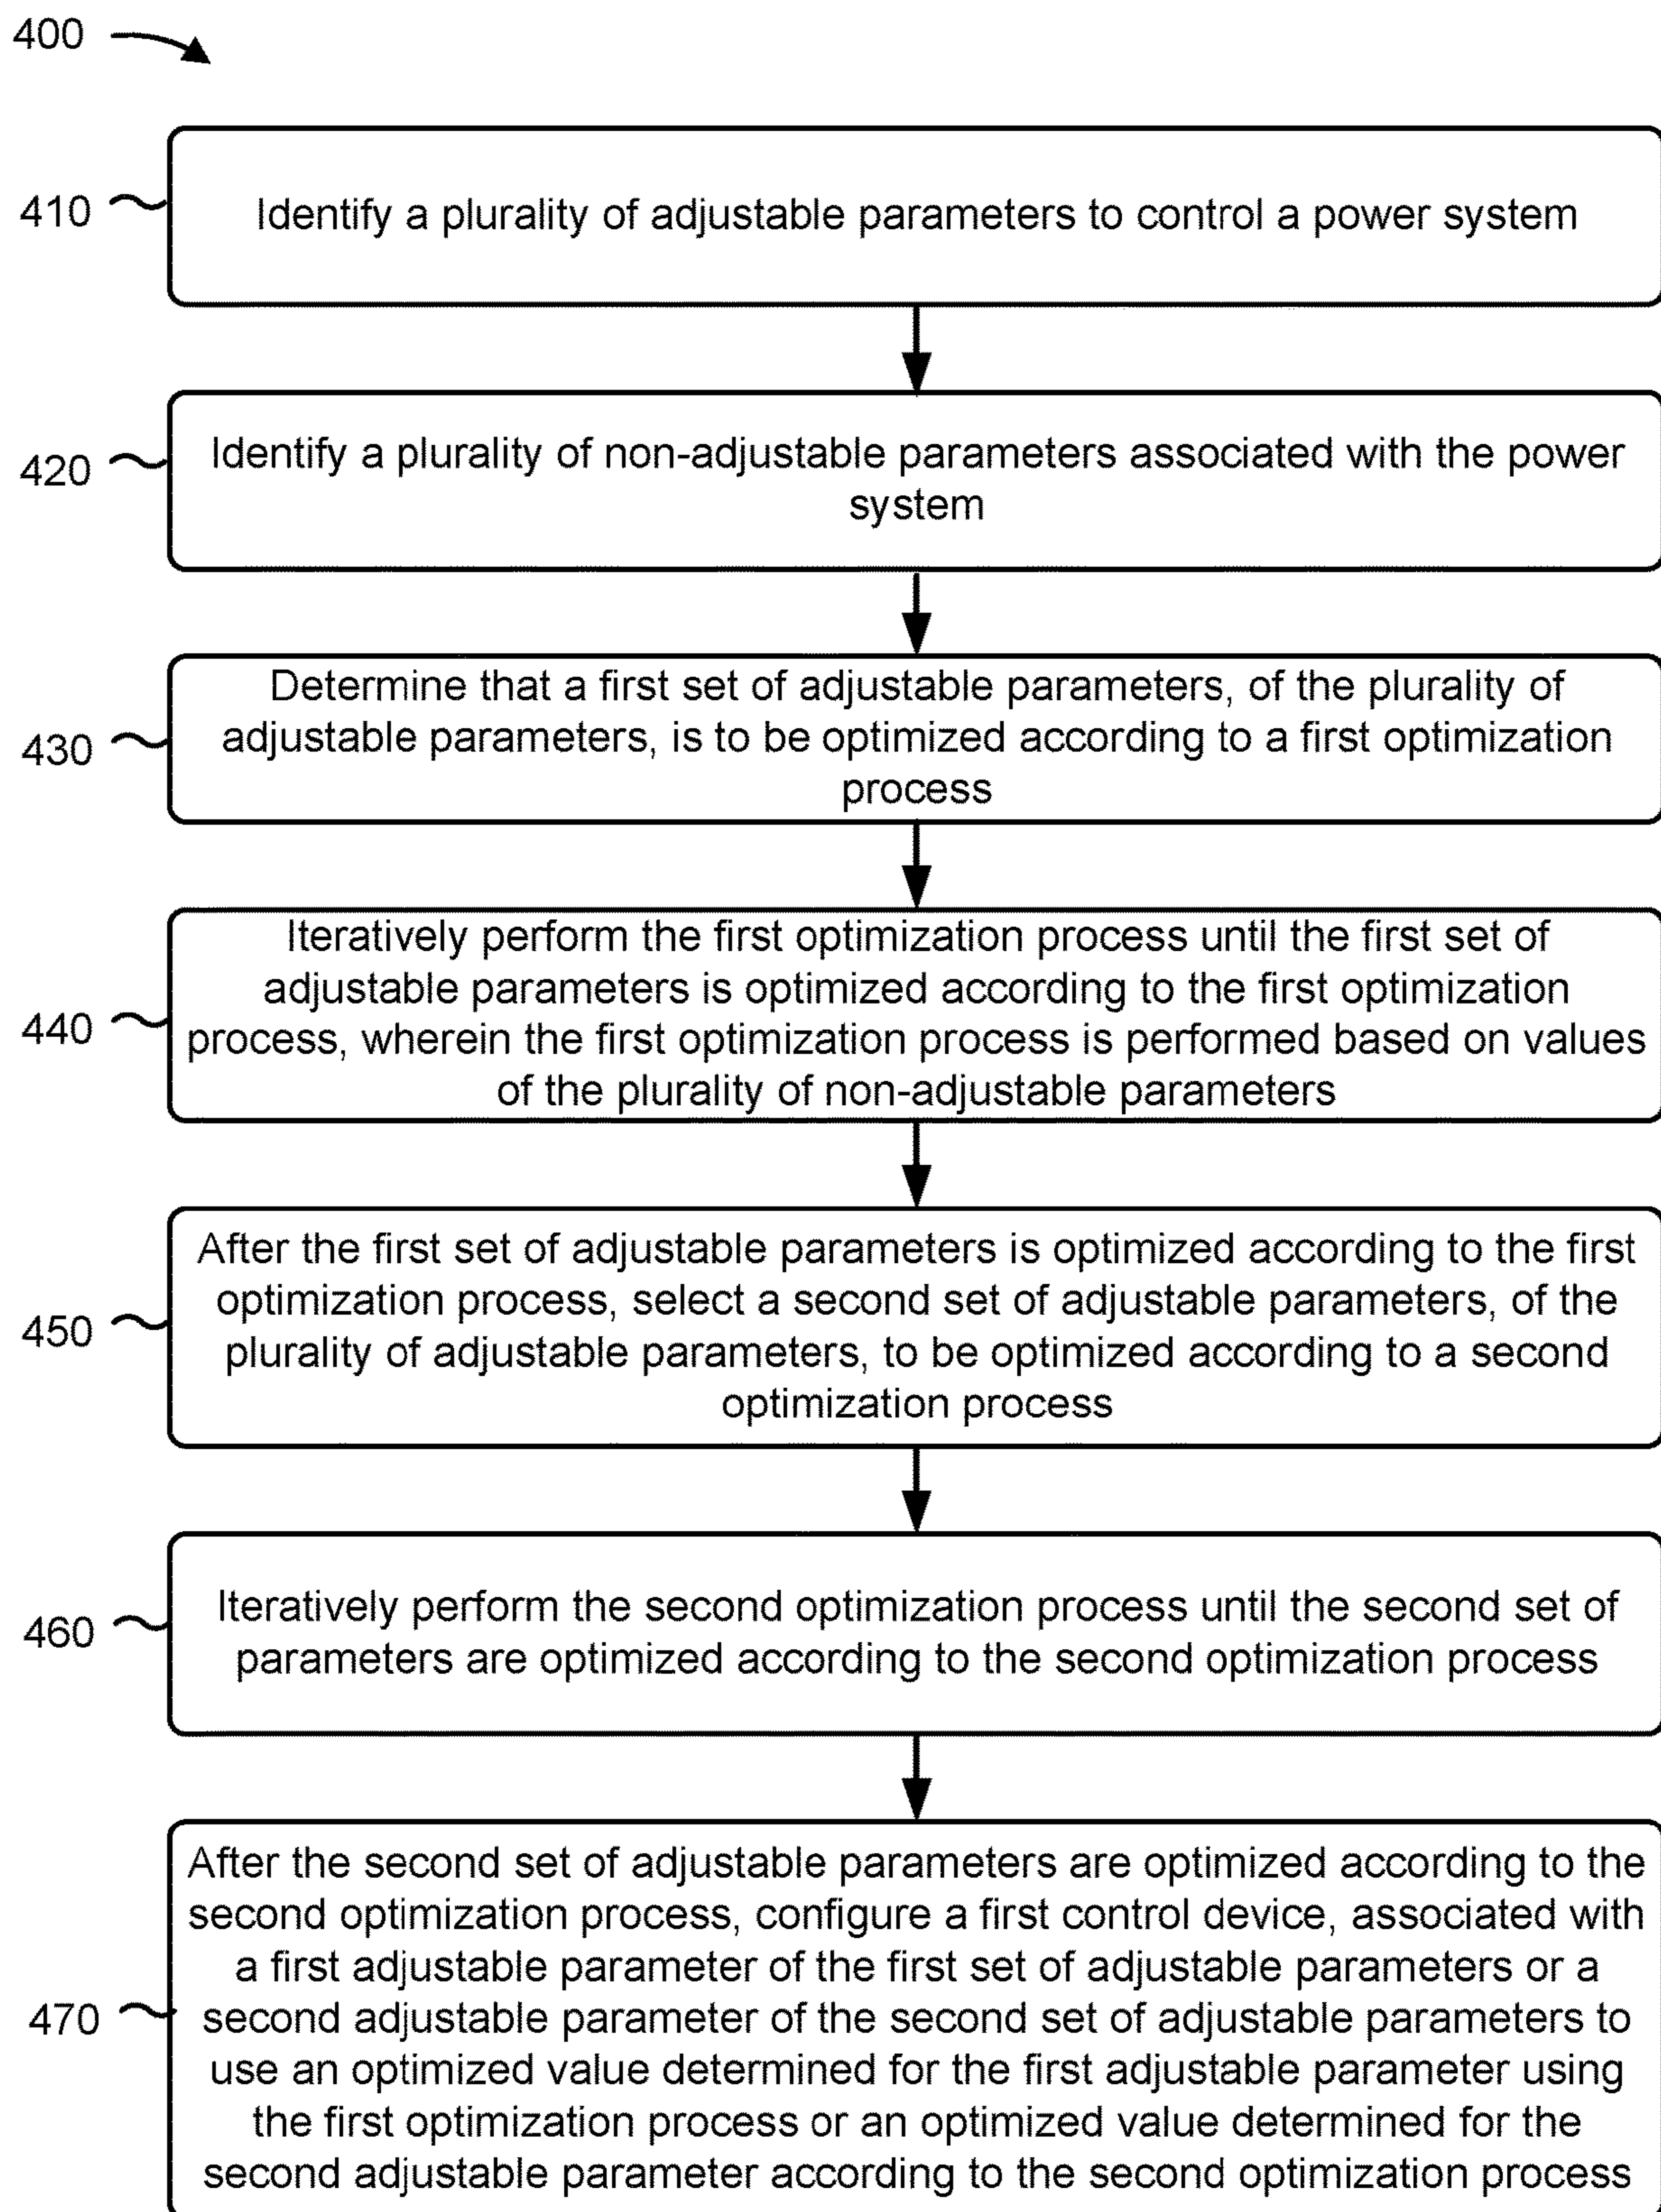 400
410
Identify a plurality of adjustable parameters to control a power system
420
Identify a plurality of non-adjustable parameters associated with the power
system
430
Determine that a first set of adjustable parameters, of the plurality of
adjustable parameters, is to be optimized according to a first optimization
process
440
Iteratively perform the first optimization process until the first set of
adjustable parameters is optimized according to the first optimization
process, wherein the first optimization process is performed based on values
of the plurality of non-adjustable parameters
450
After the first set of adjustable parameters is optimized according to the first
optimization process, select a second set of adjustable parameters, of the
plurality of adjustable parameters, to be optimized according to a second
optimization process
460
Iteratively perform the second optimization process until the second set of
parameters are optimized according to the second optimization process
470
After the second set of adjustable parameters are optimized according to the
second optimization process, configure a first control device, associated with
a first adjustable parameter of the first set of adjustable parameters or a
second adjustable parameter of the second set of adjustable parameters to
use an optimized value determined for the first adjustable parameter using
the first optimization process or an optimized value determined for the
second adjustable parameter according to the second optimization process